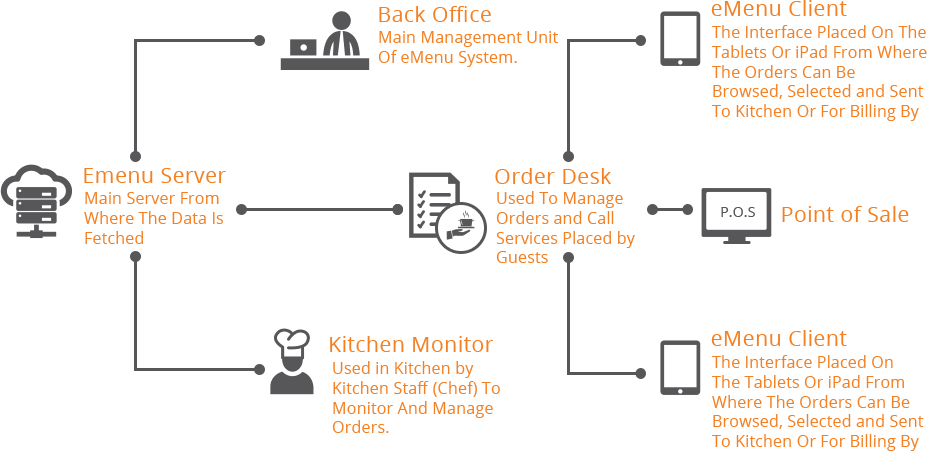 Back Office
Main Management Unit
Of eMenu System.
eMenu Client
The Interface Placed On The
Tablets Or iPad From Where
The Orders Can Be
Browsed, Selected and Sent
To Kitchen Or For Billing By
Emenu Server
Main Server From
Where The Data Is
Fetched
Order Desk
Used To Manage
Orders and Call
Services Placed by
Guests
P.O.S
Point of Sale
Kitchen Monitor
Used in Kitchen by
Kitchen Staff (Chef) To
Monitor And Manage
Orders.
eMenu Client
The Interface Placed On
The Tablets Or iPad From
Where The Orders Can Be
Browsed, Selected and Sent
To Kitchen Or For Billing By